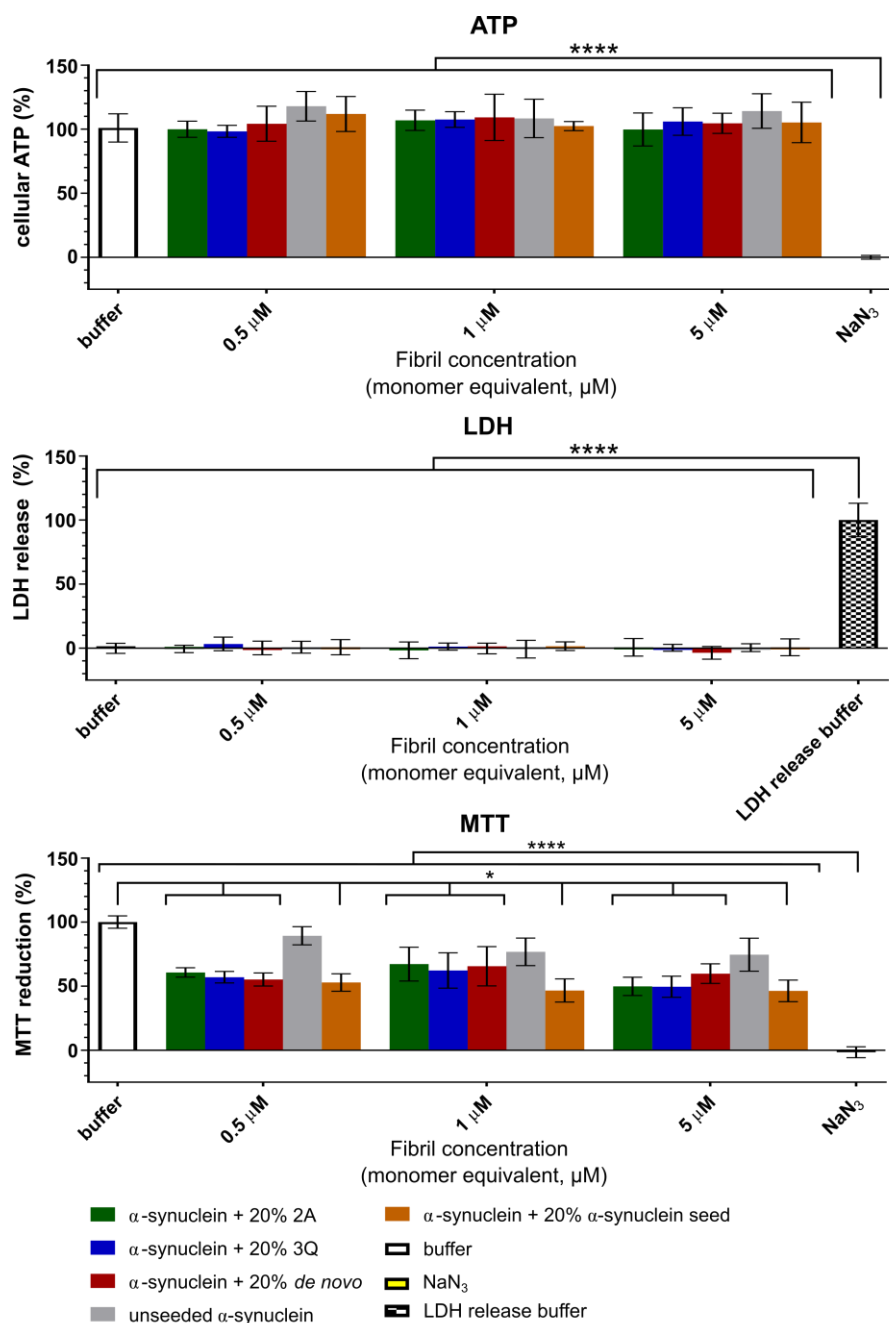 ATP
****
150
100
50
0
cellular ATP (%)
buffer
0.5 µM
1 µM
5 µM
NaN₃
Fibril concentration
(monomer equivalent, µM)
LDH
****
150
100
50
0
LDH release (%)
buffer
0.5 µM
1 µM
5 µM
LDH release buffer
Fibril concentration
(monomer equivalent, µM)
MTT
****
*
150
100
50
0
MTT reduction (%)
buffer
0.5 µM
1 µM
5 µM
NaN₃
Fibril concentration
(monomer equivalent, µM)
α-synuclein + 20% 2A
α-synuclein + 20% 3Q
α-synuclein + 20% de novo
unseeded α-synuclein
α-synuclein + 20% α-synuclein seed
buffer
NaN₃
LDH release buffer